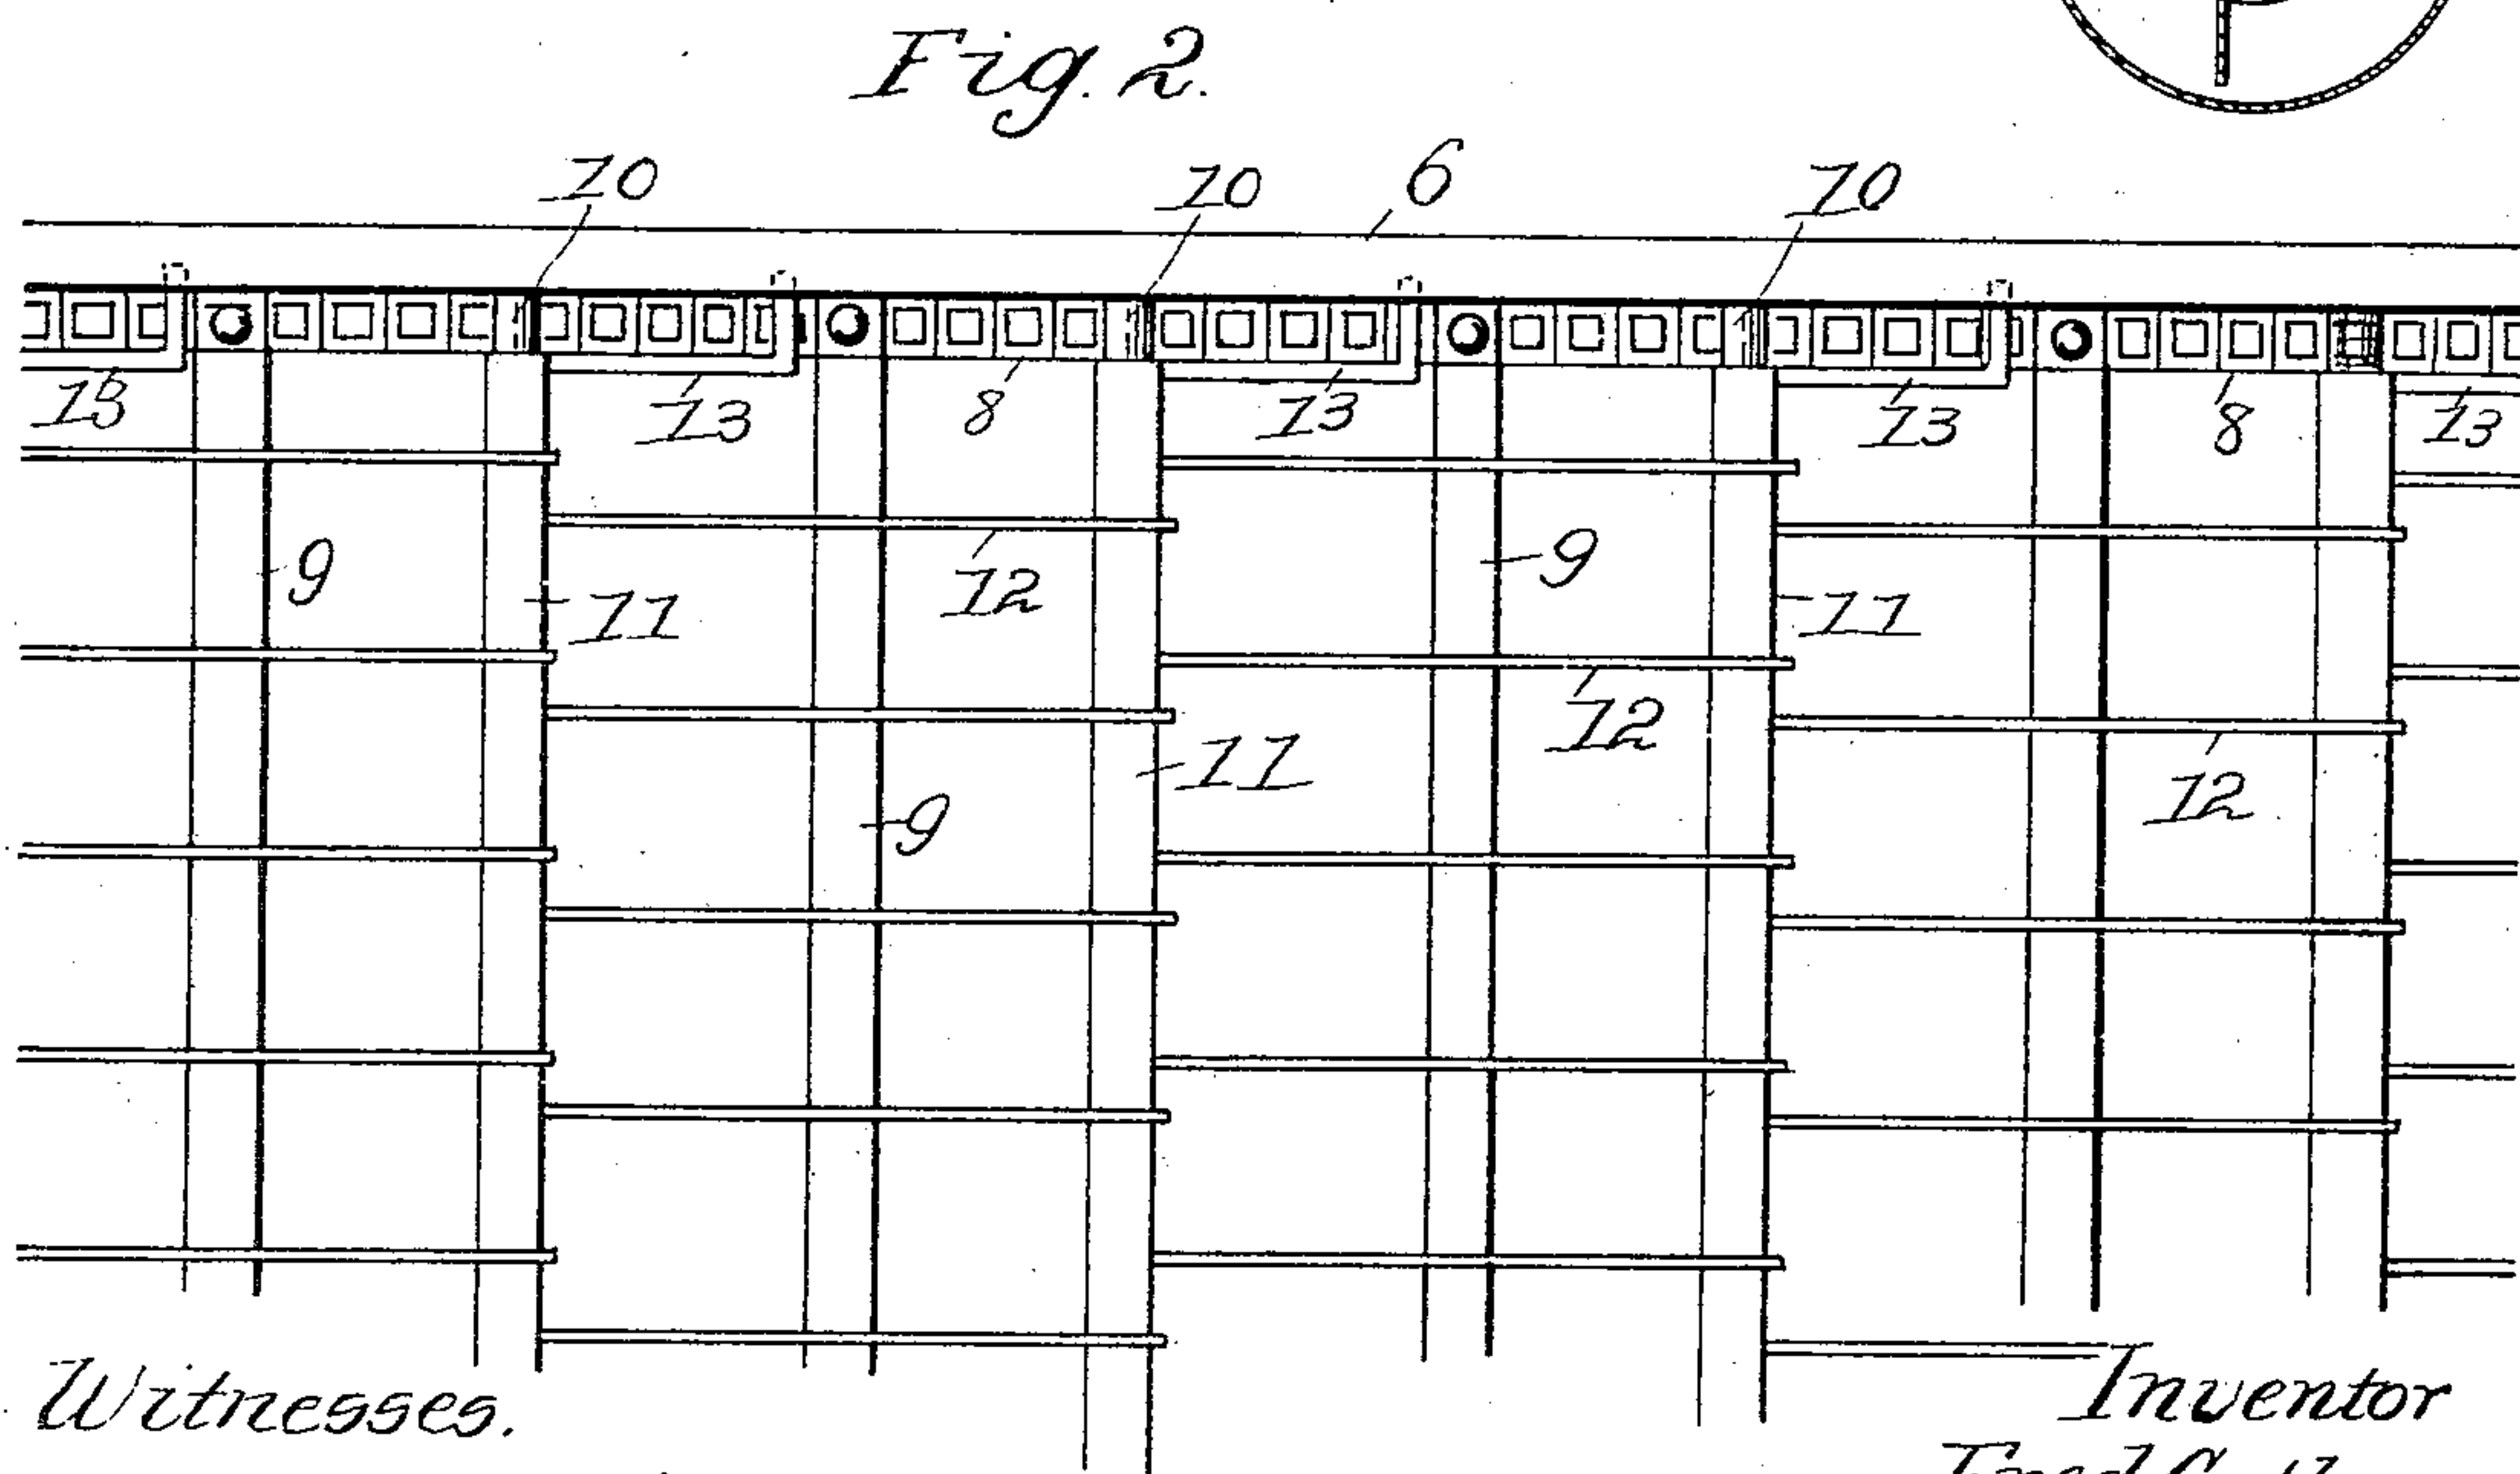 Fig. 2.
10 10 6 10
13 13 8 13 13 8 13
9 12 9
11 11
12
11
9 12
Witnesses. Inventor